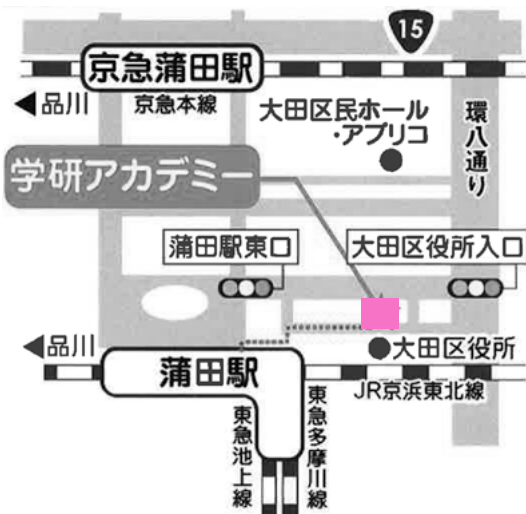 15
京急蒲田駅
品川
京急本線
大田区民ホール
・アプリコ
環八通り
学研アカデミー
蒲田駅東口
大田区役所入口
品川
大田区役所
蒲田駅
JR京浜東北線
東急池上線
東急多摩川線